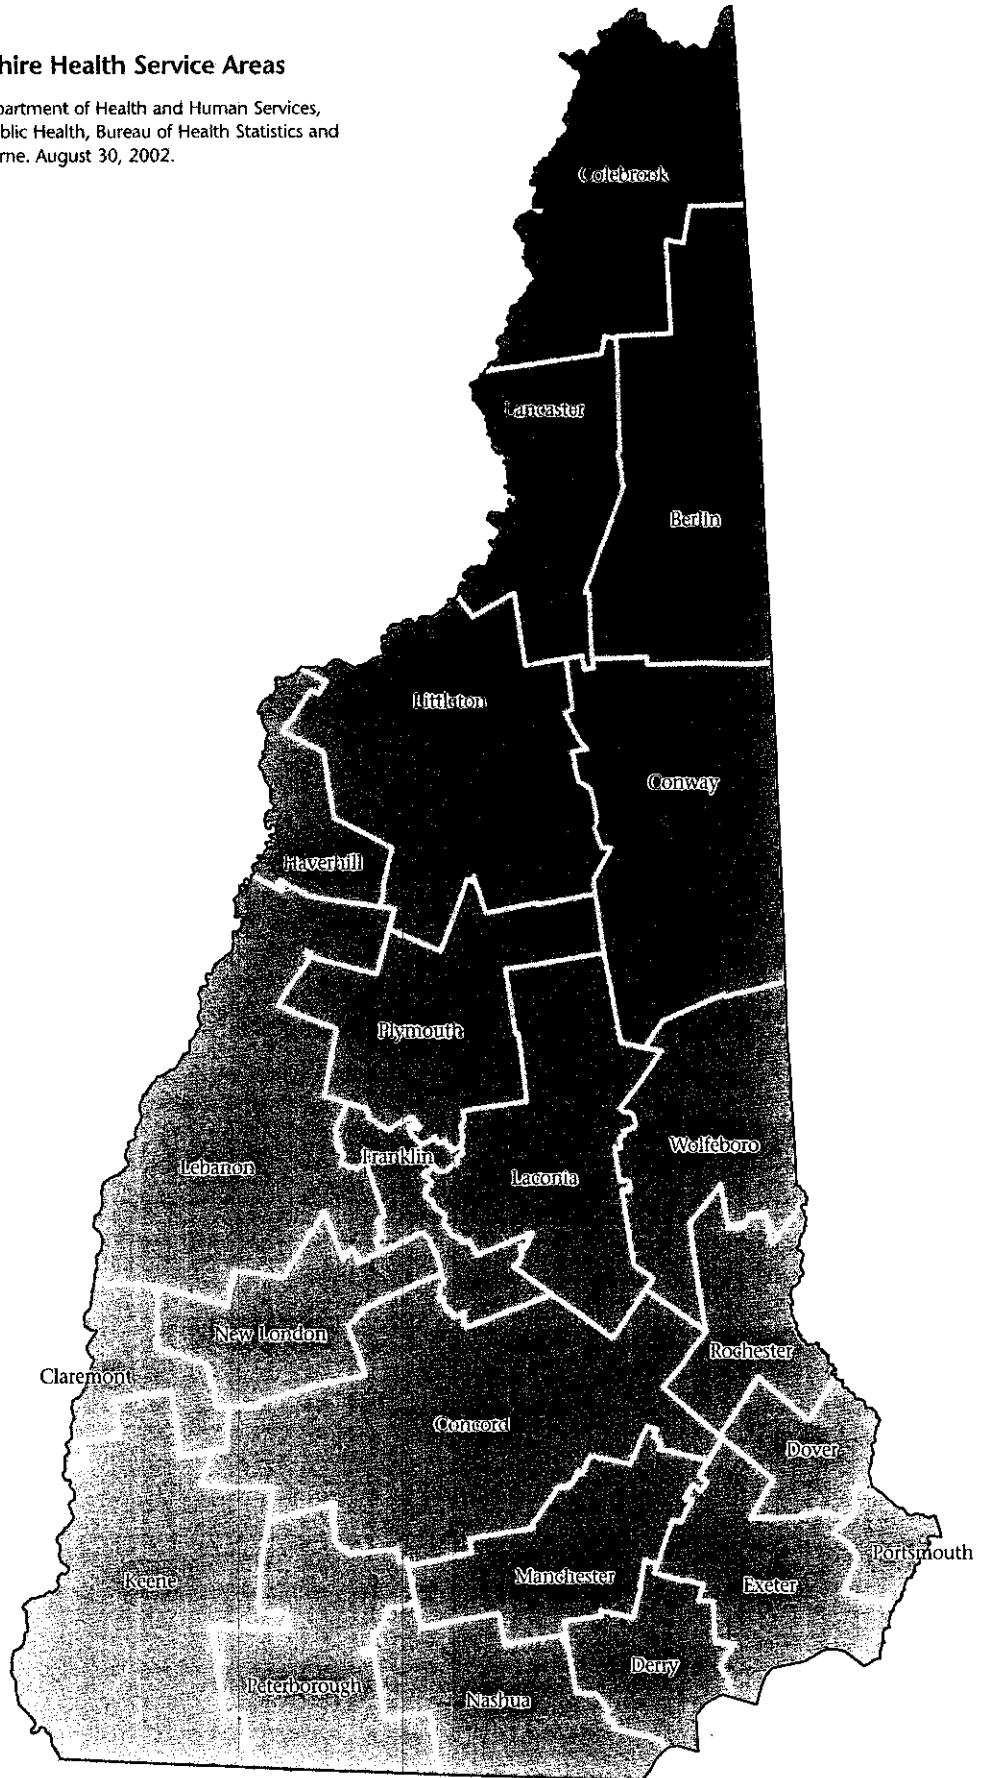 hire Health Service Areas
partment of Health and Human Services,
blic Health, Bureau of Health Statistics and
rne. August 30, 2002.
Colebrook
Lancaster
Berlin
Littleton
Conway
Haverhill
Plymouth
Wolfeboro
Franklin
Lebanon
Laconia
New London
Rochester
Claremont
Concord
Dover
Portsmouth
Manchester
Keene
Exeter
Derry
Peterborough
Nashua